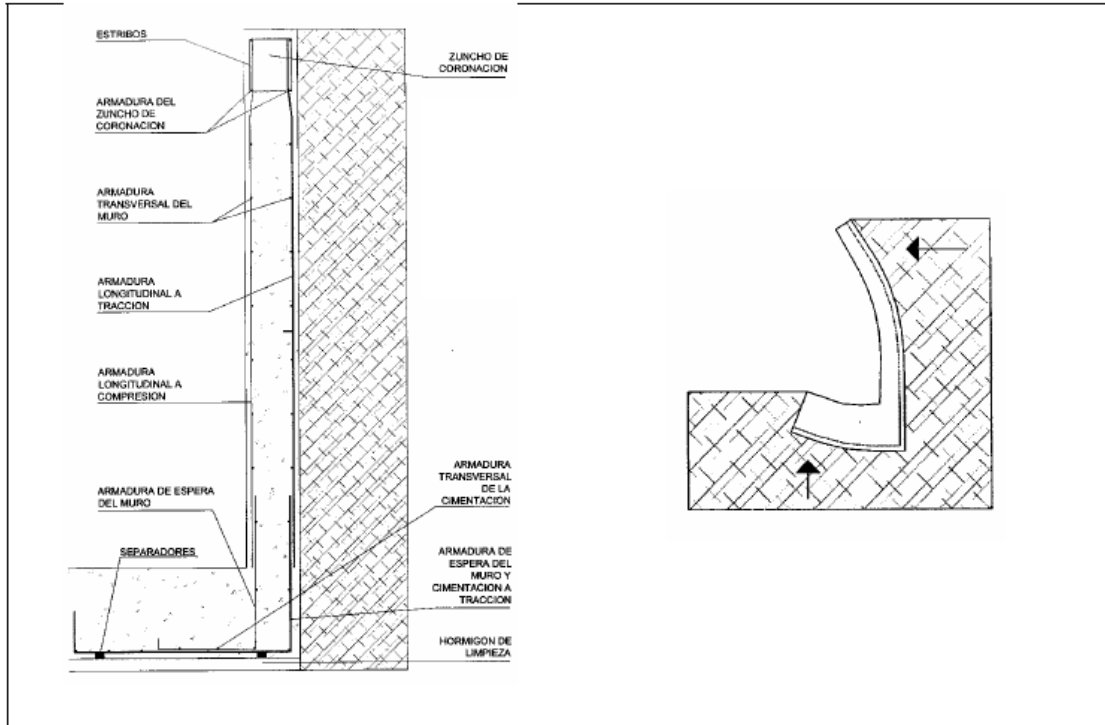 ESTRIBOS
ZUNCHO DE
CORONACION
ARMADURA DEL
ZUNCHO DE
CORONACION
ARMADURA
TRANSVERSAL DEL
MURO
ARMADURA
LONGITUDINAL A
TRACCION
ARMADURA
LONGITUDINAL A
COMPRESION
ARMADURA
TRANSVERSAL
DE LA
CIMENTACION
ARMADURA DE ESPERA
DEL MURO
SEPARADORES
ARMADURA DE
ESPERA DEL
MURO Y
CIMENTACION A
TRACCION
HORMIGON DE
LIMPIEZA